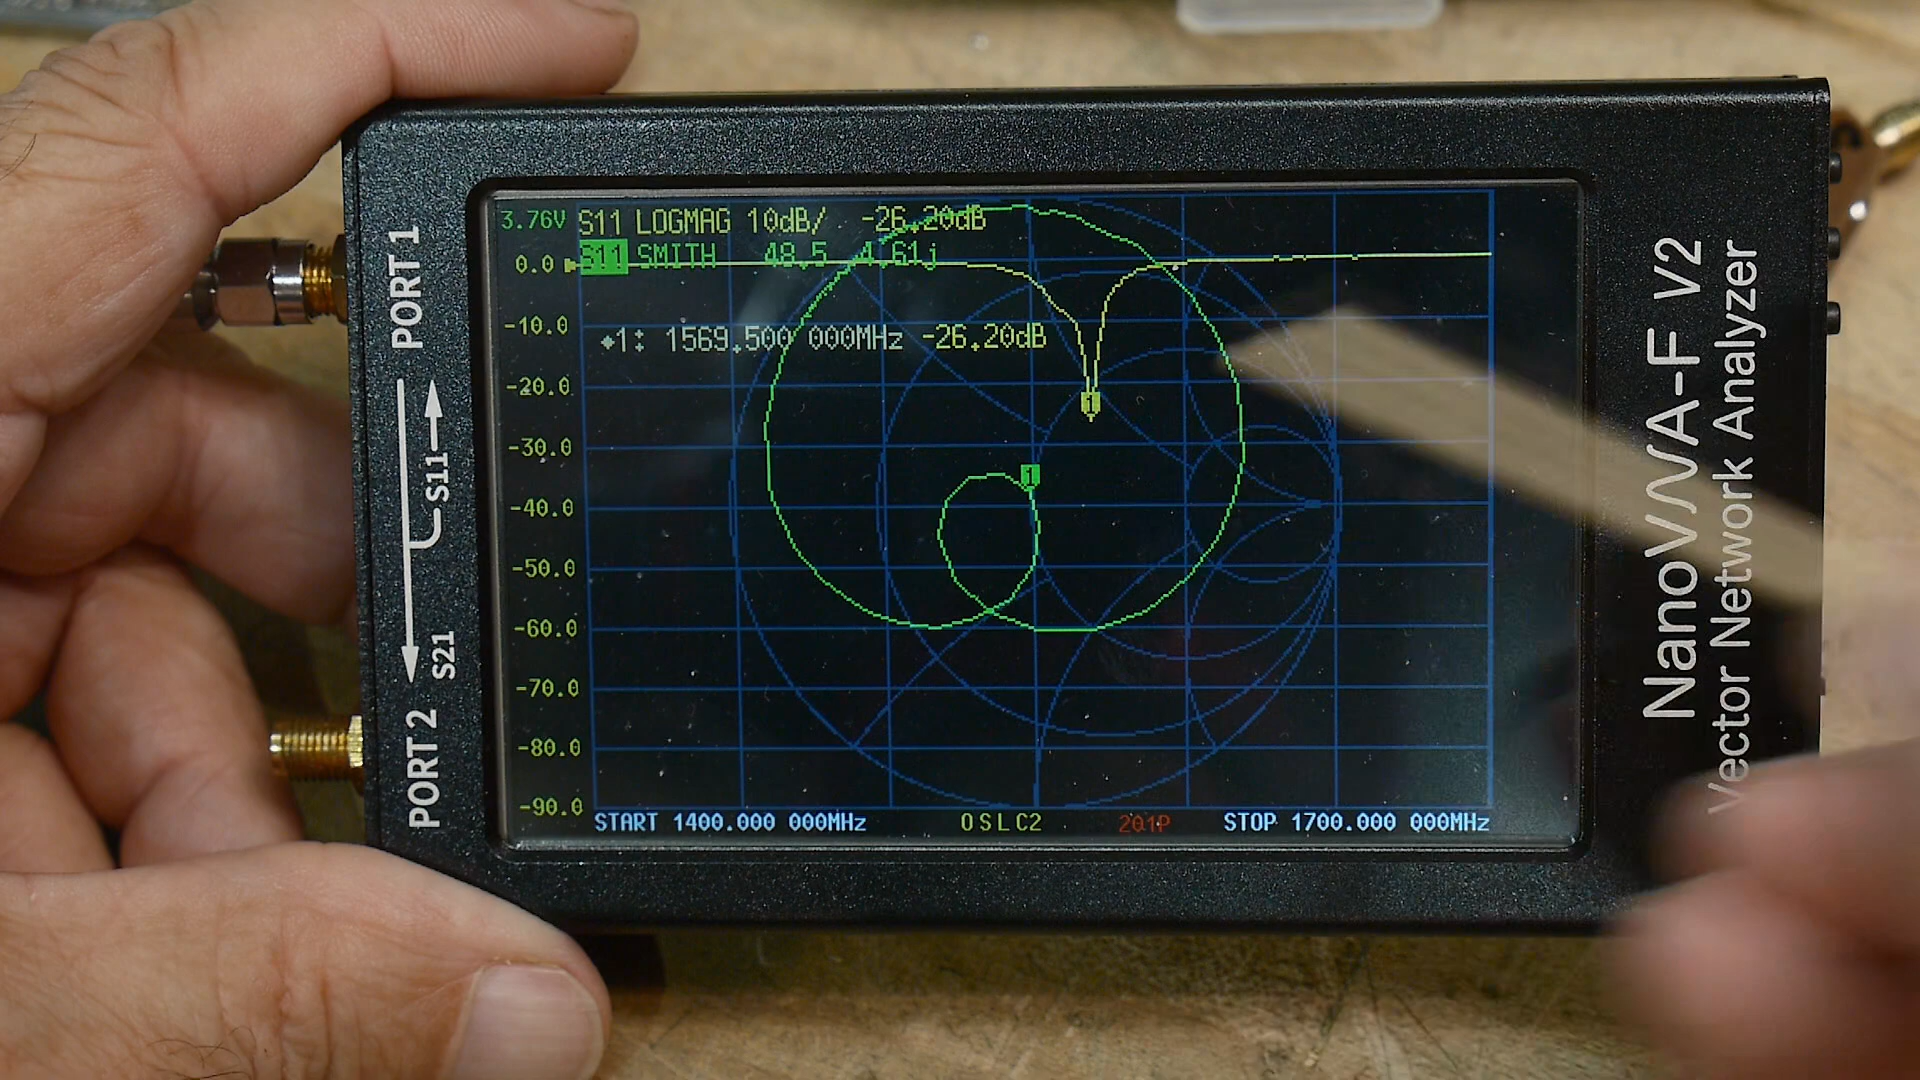 3.76V
S11 LOGMAG 10dB/ -26.20dB
S11 SMITH 48.5 4.61j
0.0
1: 1569.500 000MHz -26.20dB
-10.0
-20.0
-30.0
-40.0
-50.0
-60.0
-70.0
-80.0
-90.0
1
1
START 1400.000 000MHz
OSLC2
201P
STOP 1700.000 000MHz
PORT 1
S11
S21
PORT 2
NanoVNA-F V2
Vector Network Analyzer